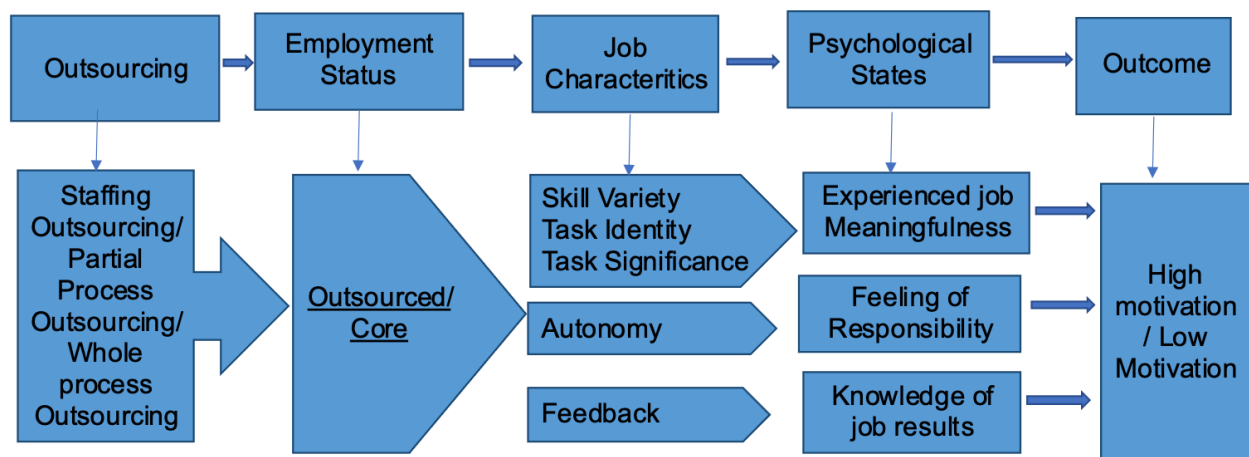 Outsourcing
Employment
Status
Job
Characteritics
Psychological
States
Outcome
Staffing
Outsourcing/
Partial
Process
Outsourcing/
Whole
process
Outsourcing
Outsourced/
Core
Skill Variety
Task Identity
Task Significance
Autonomy
Feedback
Experienced job
Meaningfulness
Feeling of
Responsibility
Knowledge of
job results
High
motivation
/ Low
Motivation